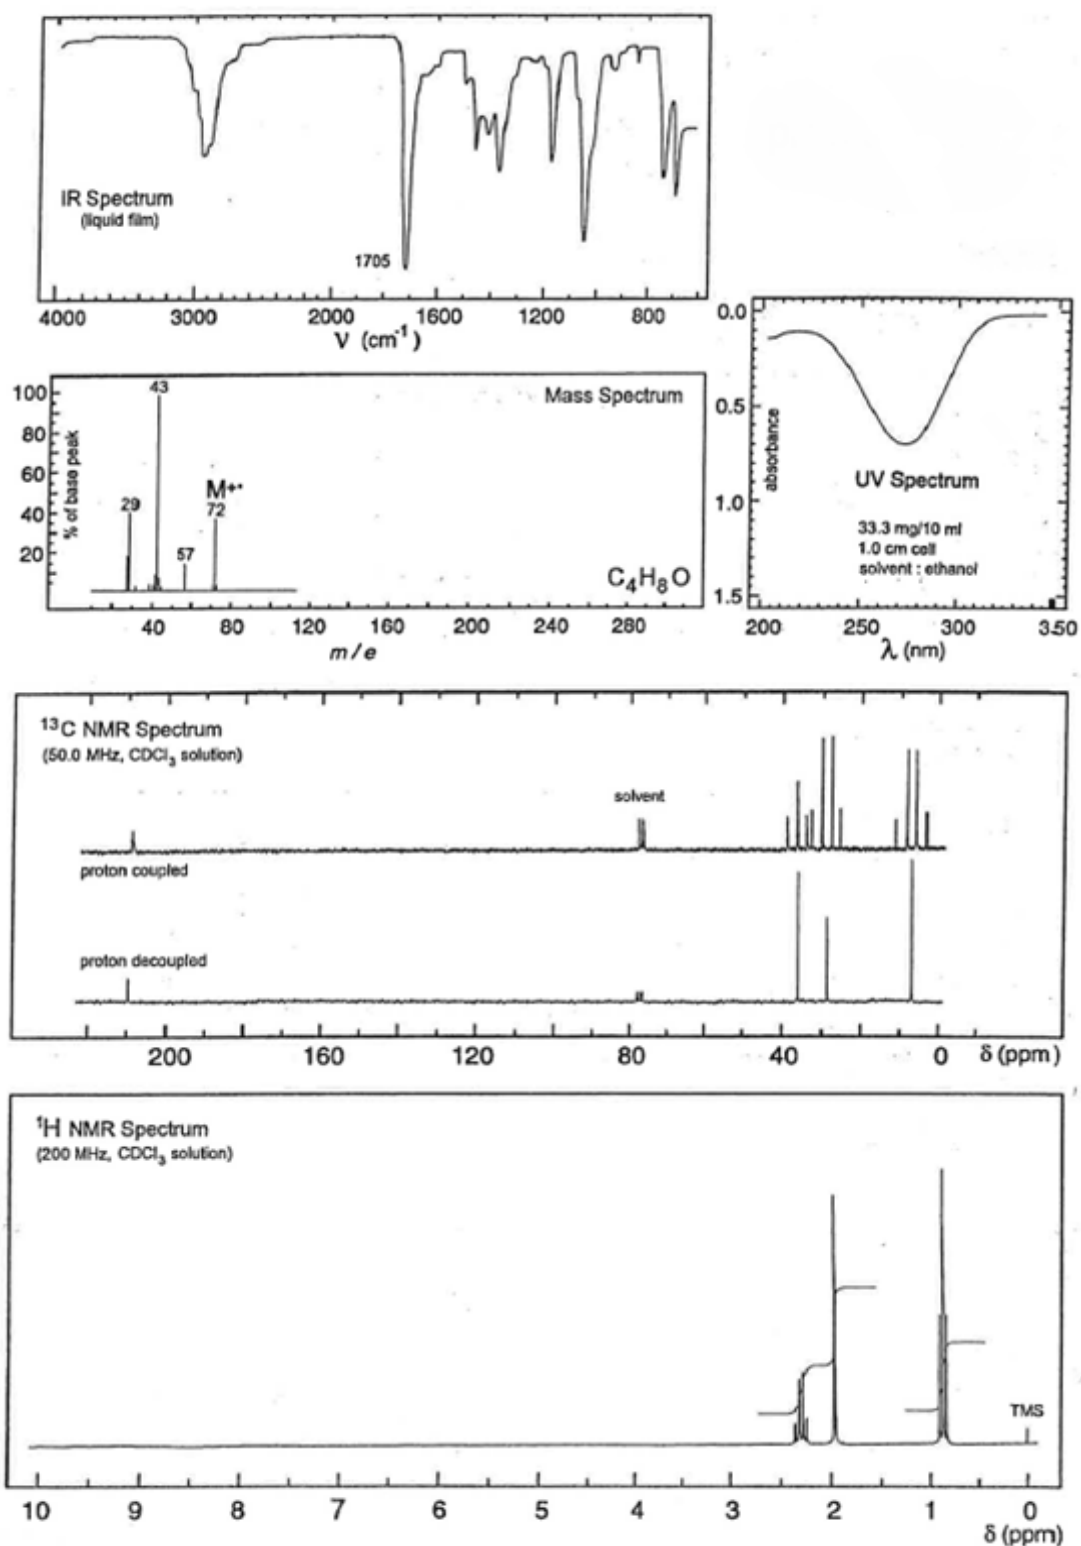 IR Spectrum
(liquid film)
1705
4000 3000 2000 1600 1200 800
ν (cm⁻¹)
Mass Spectrum
100
80
60
40
20
% of base peak
43
29
57
M⁺•
72
C₄H₈O
40 80 120 160 200 240 280
m/e
0.0
0.5
1.0
1.5
absorbance
UV Spectrum
33.3 mg/10 ml
1.0 cm cell
solvent : ethanol
200 250 300 350
λ (nm)
¹³C NMR Spectrum
(50.0 MHz, CDCl₃ solution)
solvent
proton coupled
proton decoupled
200 160 120 80 40 0 δ (ppm)
¹H NMR Spectrum
(200 MHz, CDCl₃ solution)
TMS
10 9 8 7 6 5 4 3 2 1 0
δ (ppm)